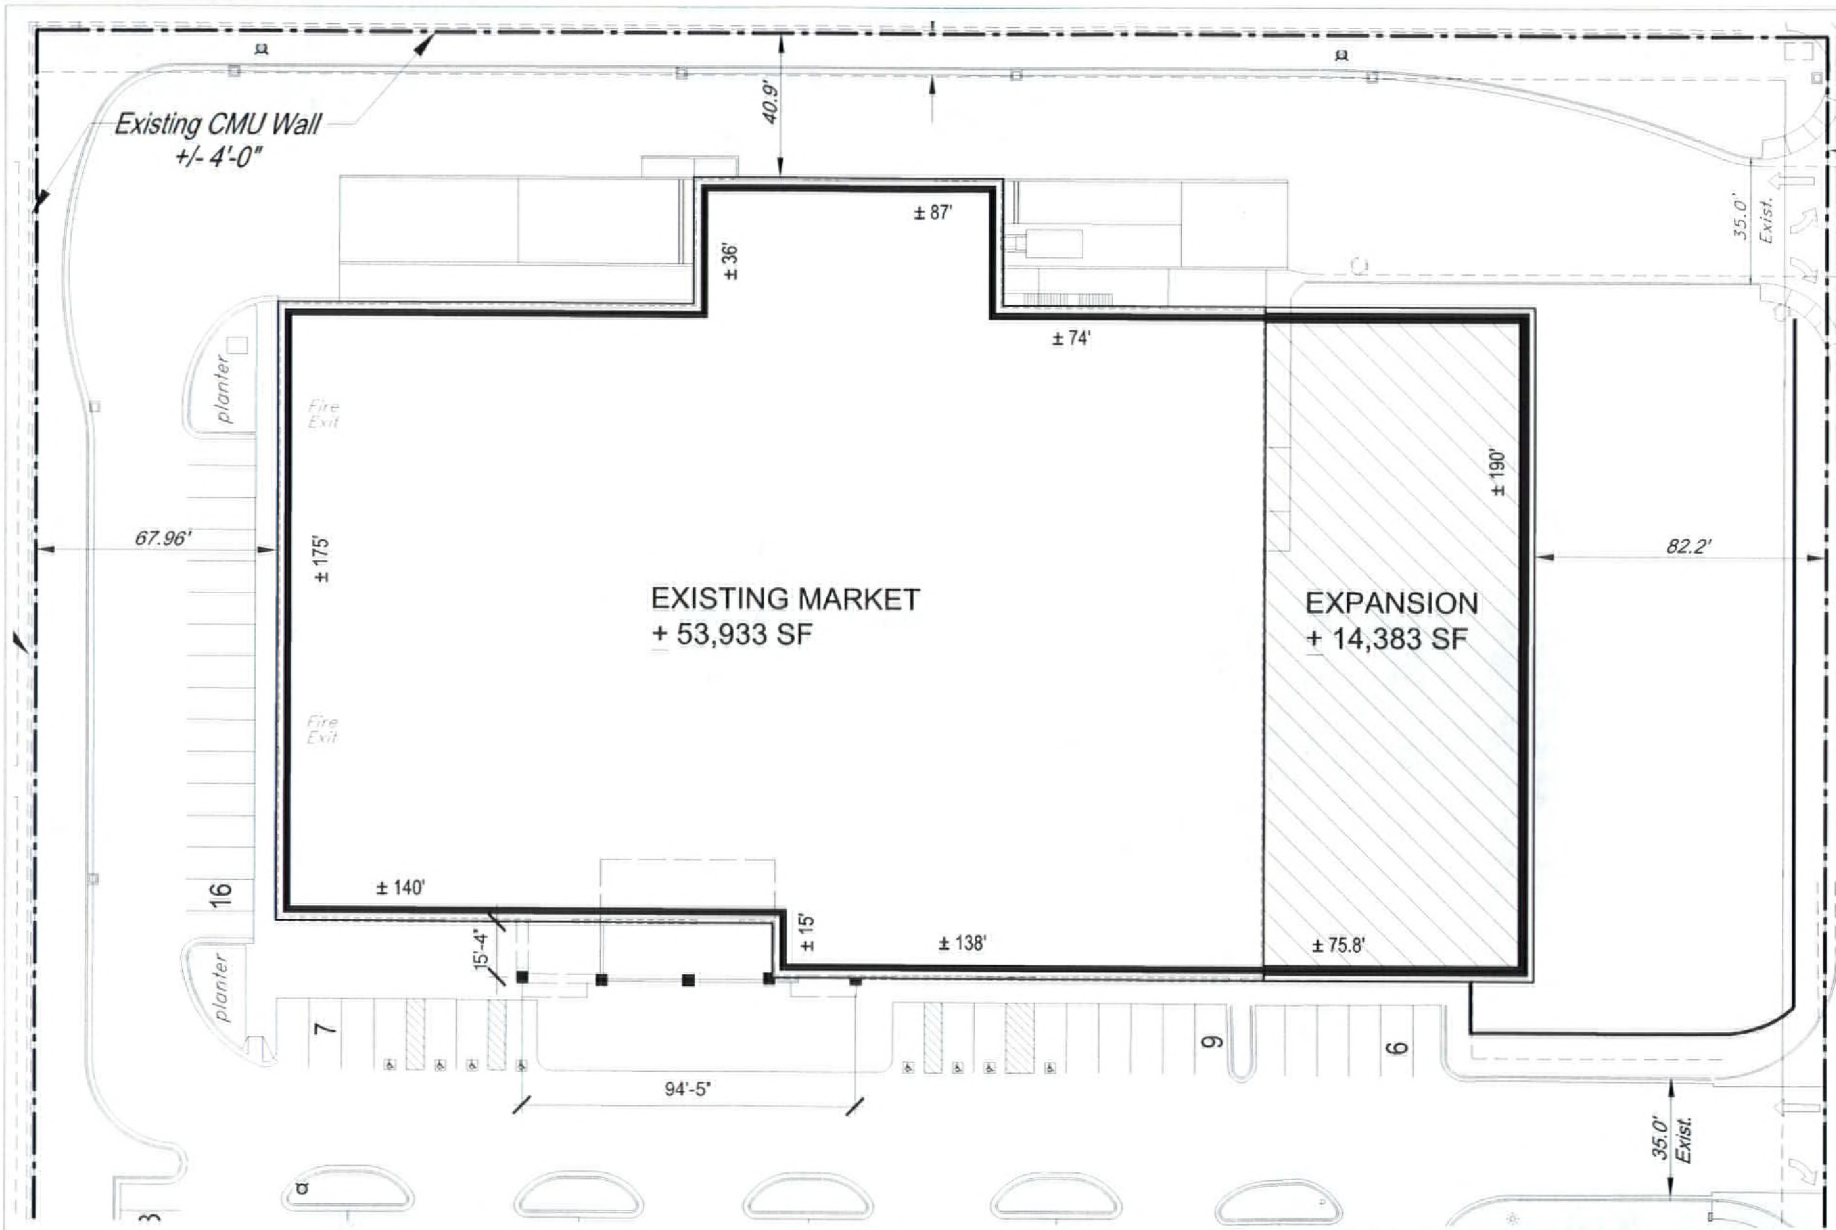 Existing CMU Wall
+/- 4'-0"
40.9'
± 87'
± 36'
35.0'
Exist.
± 74'
planter
Fire
Exit
± 190'
67.96'
± 175'
82.2'
EXISTING MARKET
± 53,933 SF
EXPANSION
± 14,383 SF
Fire
Exit
16
± 140'
15'-4"
± 15'
± 138'
± 75.8'
planter
7
9
6
94'-5"
35.0'
Exist.